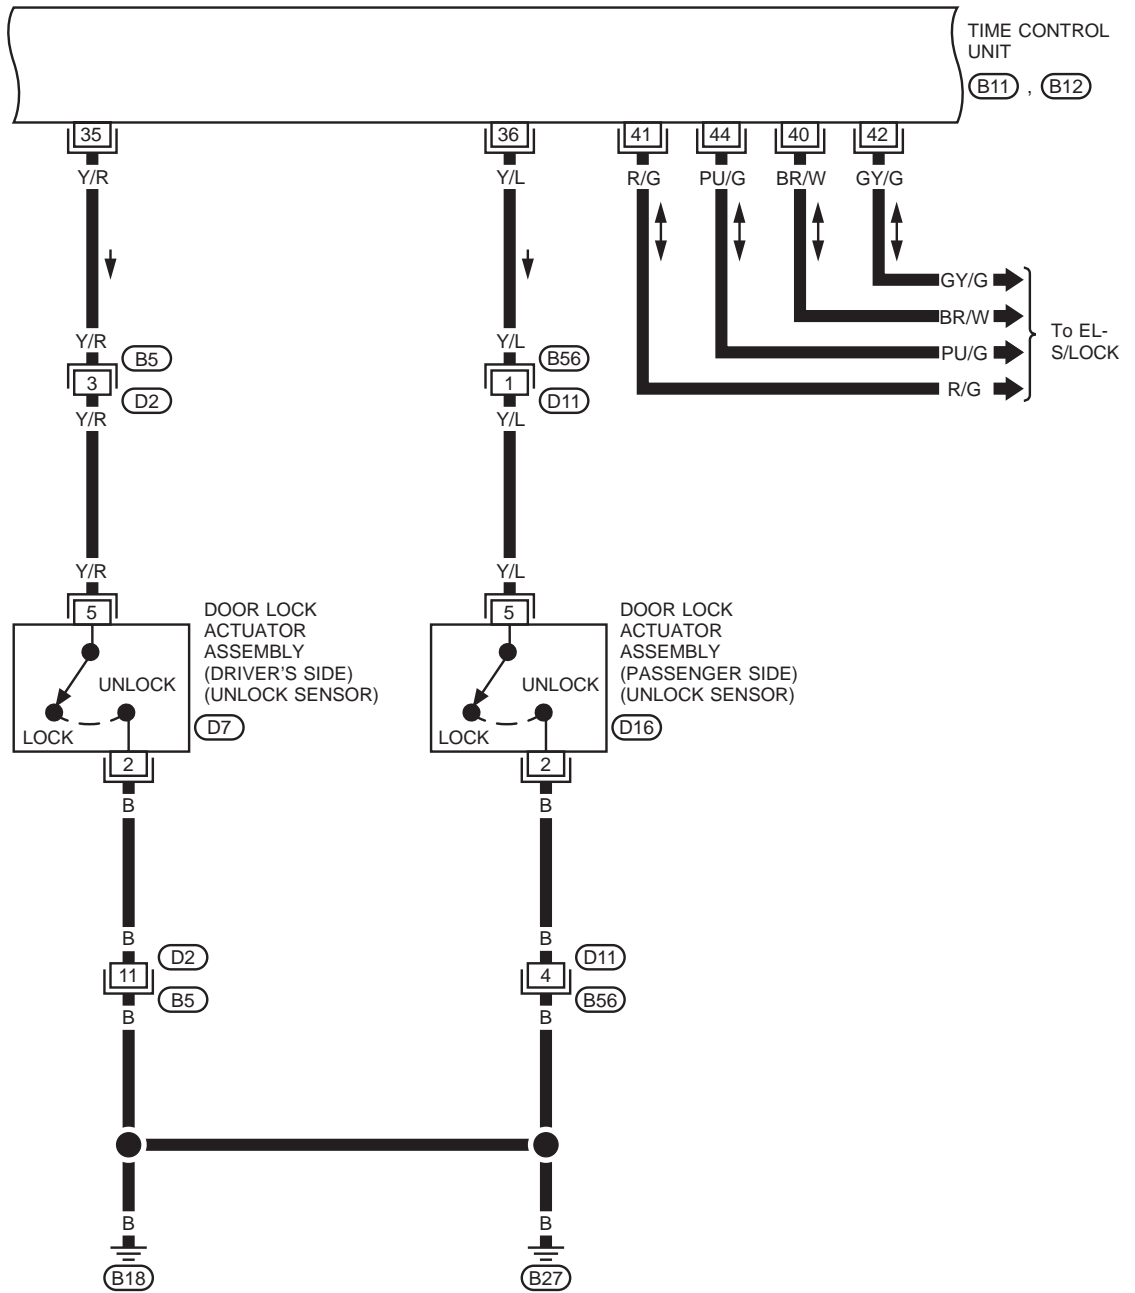 TIME CONTROL
UNIT
B11 , B12
35
36
41
44
40
42
Y/R
Y/L
R/G
PU/G
BR/W
GY/G
GY/G
BR/W
PU/G
R/G
To EL-
S/LOCK
Y/R
B5
3
D2
Y/R
Y/L
B56
1
D11
Y/L
Y/R
5
DOOR LOCK
ACTUATOR
ASSEMBLY
(DRIVER'S SIDE)
(UNLOCK SENSOR)
D7
UNLOCK
LOCK
2
B
Y/L
5
DOOR LOCK
ACTUATOR
ASSEMBLY
(PASSENGER SIDE)
(UNLOCK SENSOR)
D16
UNLOCK
LOCK
2
B
B
D2
11
B5
B
B
D11
4
B56
B
B
B18
B
B27